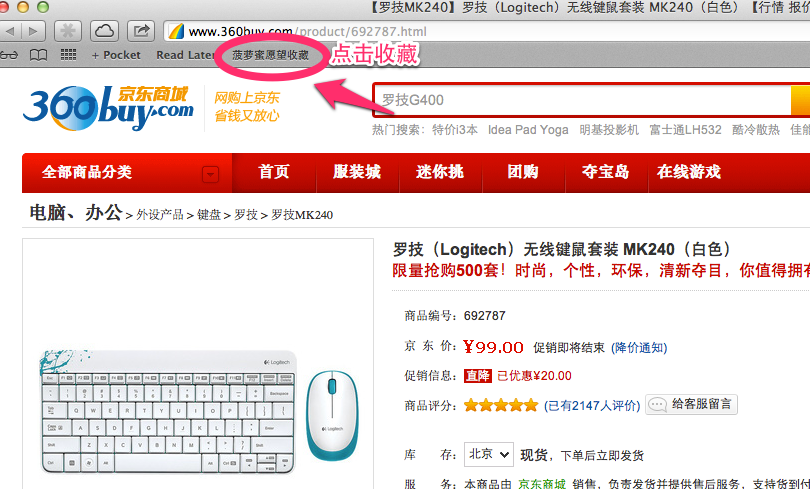 【罗技MK240】罗技（Logitech）无线键鼠套装 MK240（白色）【行情 报价
www.360buy.com/product/692787.html
+ Pocket Read Later 菠萝蜜愿望收藏 点击收藏
360buy.com 京东商城
网购上京东
省钱又放心
罗技G400
热门搜索：特价i3本 Idea Pad Yoga 明基投影机 富士通LH532 酷冷散热 佳能
全部商品分类 首页 服装城 迷你挑 团购 夺宝岛 在线游戏
电脑、办公 > 外设产品 > 键盘 > 罗技 > 罗技MK240
罗技（Logitech）无线键鼠套装 MK240（白色）
限量抢购500套！时尚，个性，环保，清新夺目，你值得拥有
商品编号：692787
京 东 价：¥99.00 促销即将结束 (降价通知)
促销信息：直降 已优惠¥20.00
商品评分： (已有2147人评价) 给客服留言
库 存： 北京 现货，下单后立即发货
服 务：本商品由 京东商城 销售，负责发货并提供售后服务，支持货到付
Logitech
Logitech